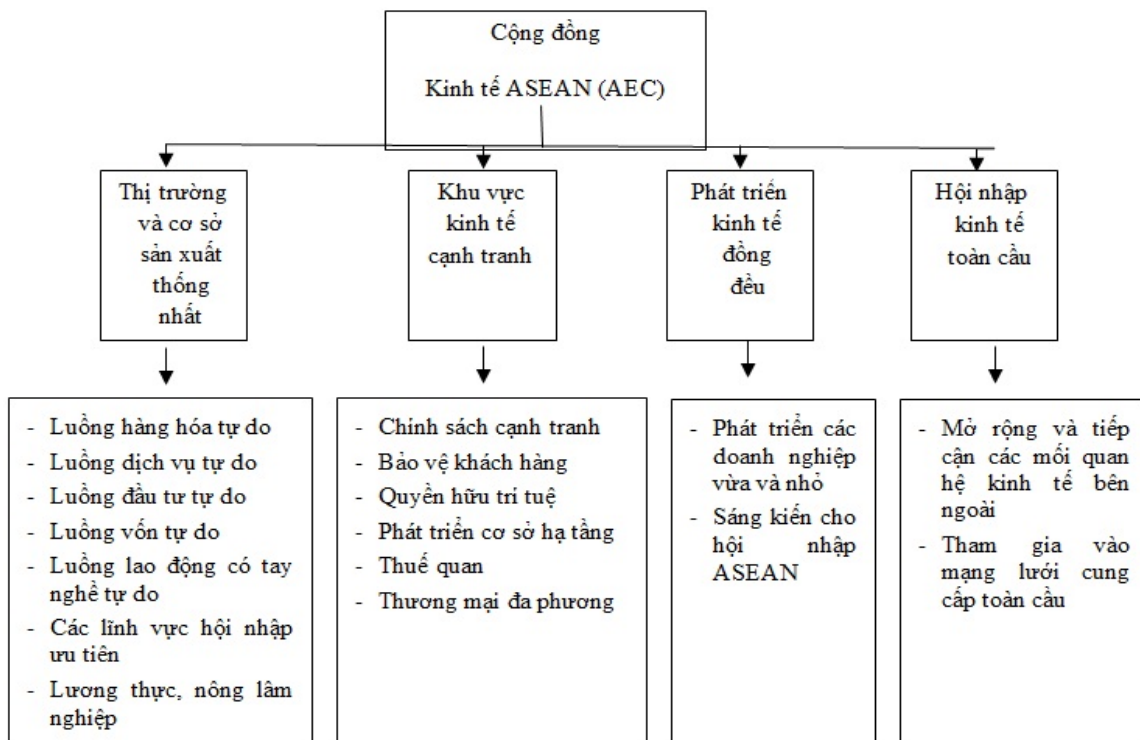 Cộng đồng
Kinh tế ASEAN (AEC)
Thị trường
và cơ sở
sản xuất
thống
nhất
Khu vực
kinh tế
cạnh tranh
Phát triển
kinh tế
đồng
đều
Hội nhập
kinh tế
toàn cầu
- Luồng hàng hóa tự do
- Luồng dịch vụ tự do
- Luồng đầu tư tự do
- Luồng vốn tự do
- Luồng lao động có tay
nghề tự do
- Các lĩnh vực hội nhập
ưu tiên
- Lương thực, nông lâm
nghiệp
- Chính sách cạnh tranh
- Bảo vệ khách hàng
- Quyền hữu trí tuệ
- Phát triển cơ sở hạ tầng
- Thuế quan
- Thương mại đa phương
- Phát triển các
doanh nghiệp
vừa và nhỏ
- Sáng kiến cho
hội nhập
ASEAN
- Mở rộng và tiếp
cận các mối quan
hệ kinh tế bên
ngoài
- Tham gia vào
mạng lưới cung
cấp toàn cầu